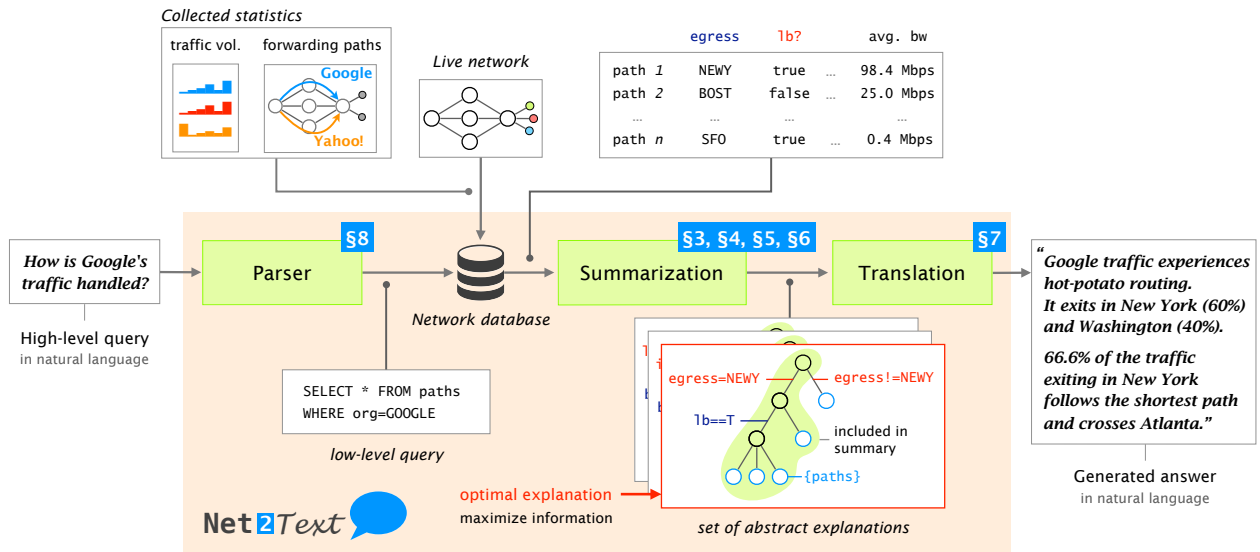 Collected statistics
traffic vol.
forwarding paths
Google
Yahoo!
Live network
egress lb? avg. bw
path 1 NEWY true ... 98.4 Mbps
path 2 BOST false ... 25.0 Mbps
... ... ... ...
path n SFO true ... 0.4 Mbps
How is Google's
traffic handled?
High-level query
in natural language
§8
Parser
Network database
§3, §4, §5, §6
Summarization
§7
Translation
SELECT * FROM paths
WHERE org=GOOGLE
low-level query
egress=NEWY
egress!=NEWY
lb==T
included in
summary
{paths}
optimal explanation
maximize information
set of abstract explanations
“Google traffic experiences
hot-potato routing.
It exits in New York (60%)
and Washington (40%).
66.6% of the traffic
exiting in New York
follows the shortest path
and crosses Atlanta.”
Generated answer
in natural language
Net2Text